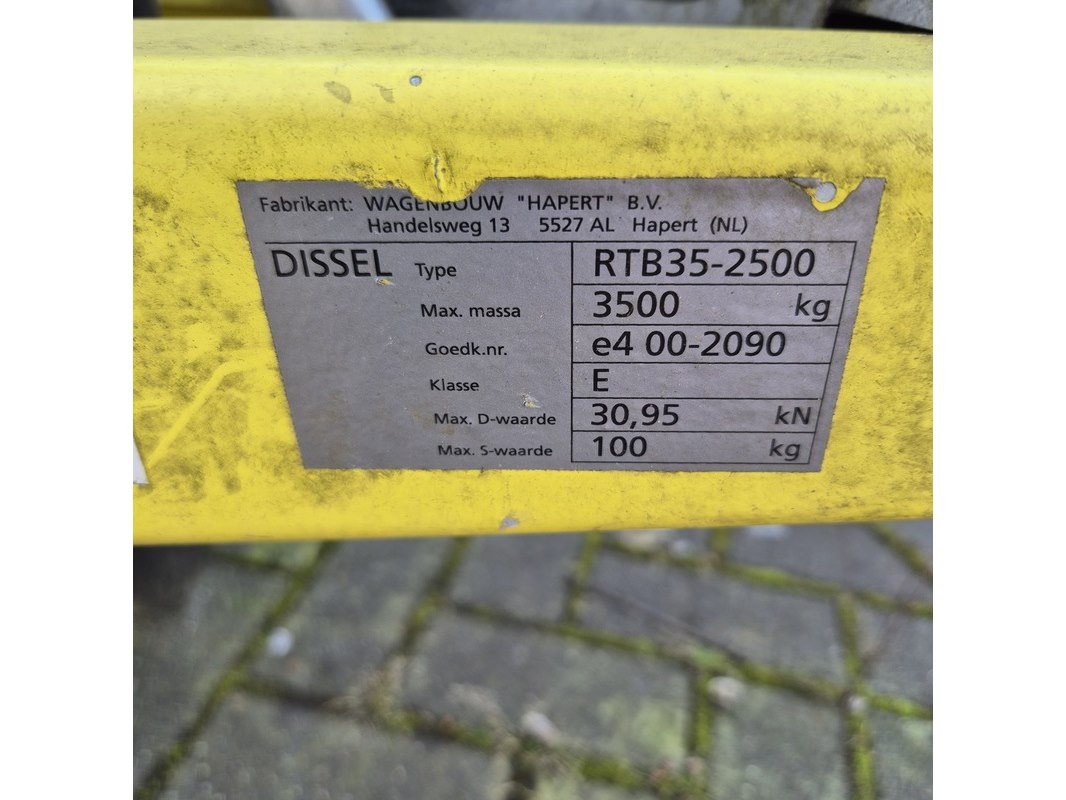 Fabrikant: WAGENBOUW "HAPERT" B.V.
Handelsweg 13 5527 AL Hapert (NL)
DISSEL Type RTB35-2500
Max. massa 3500 kg
Goedk.nr. e4 00-2090
Klasse E
Max. D-waarde 30,95 kN
Max. S-waarde 100 kg